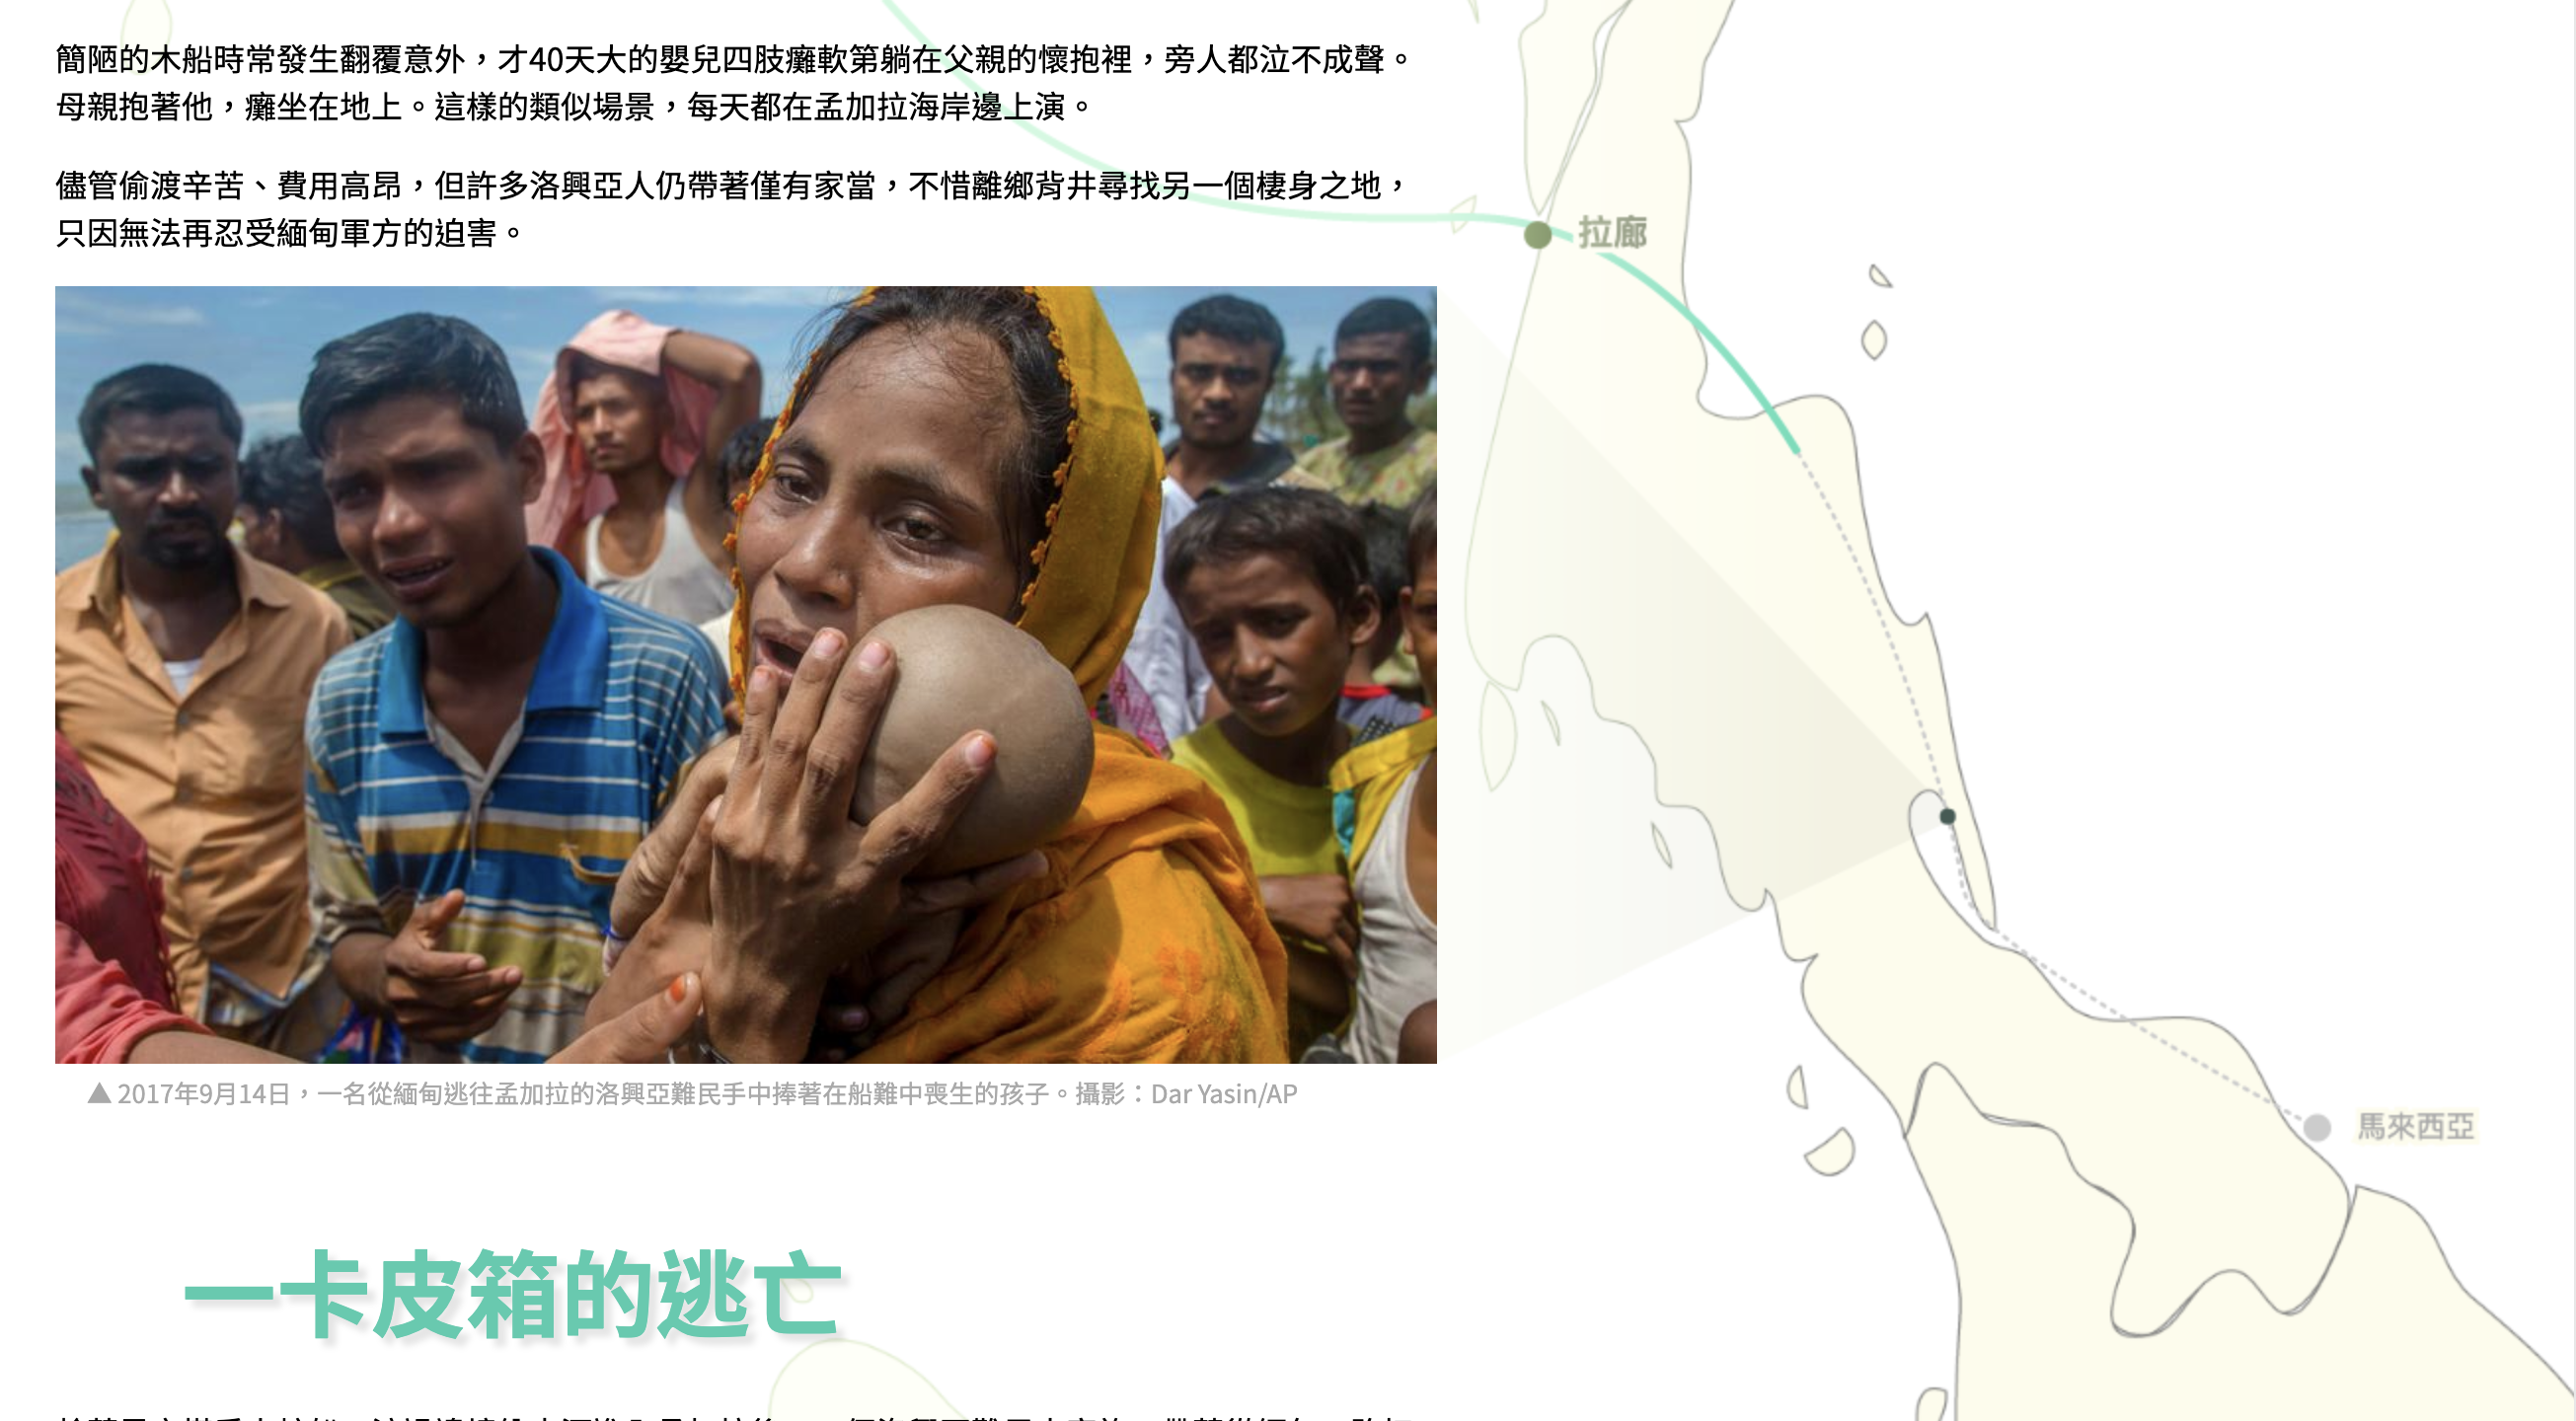 簡陋的木船時常發生翻覆意外，才40天大的嬰兒四肢癱軟第躺在父親的懷抱裡，旁人都泣不成聲。
母親抱著他，癱坐在地上。這樣的類似場景，每天都在孟加拉海岸邊上演。
儘管偷渡辛苦、費用高昂，但許多洛興亞人仍帶著僅有家當，不惜離鄉背井尋找另一個棲身之地，
只因無法再忍受緬甸軍方的迫害。
拉廊
▲ 2017年9月14日，一名從緬甸逃往孟加拉的洛興亞難民手中捧著在船難中喪生的孩子。攝影：Dar Yasin/AP
馬來西亞
一卡皮箱的逃亡